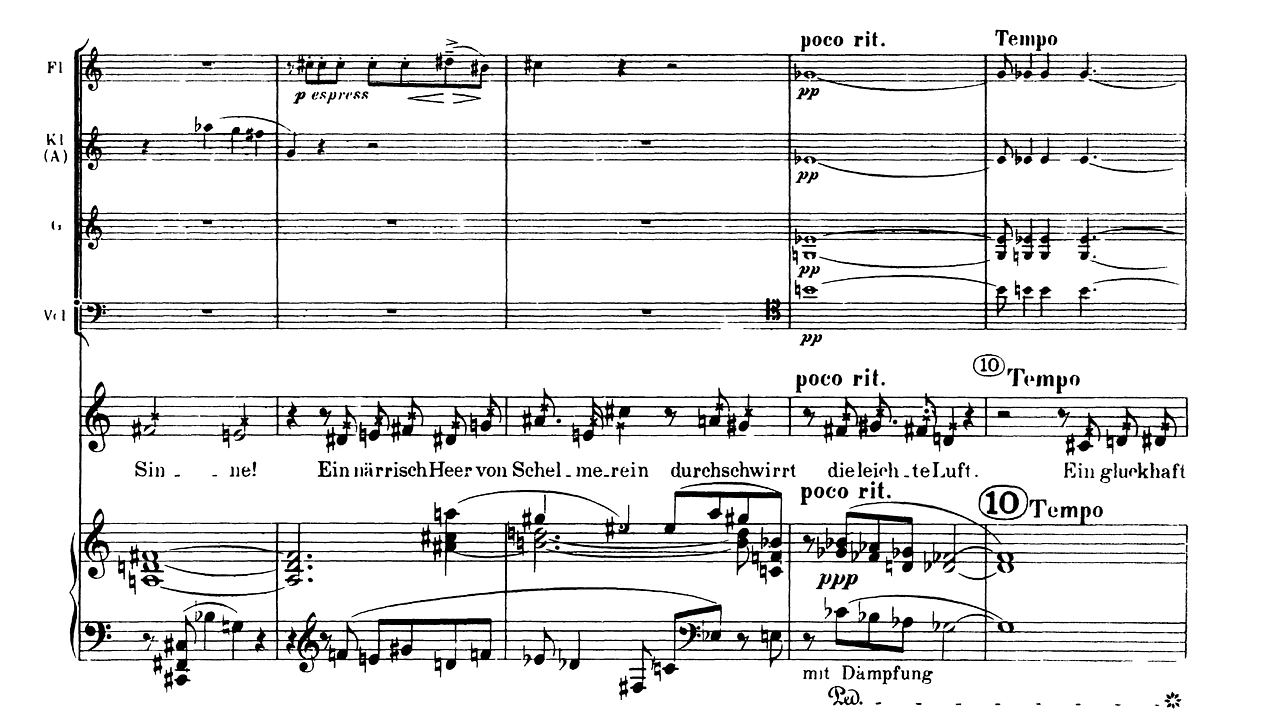 poco rit. Tempo
Fl
p espress
pp
Kl
(A)
pp
G
pp
Vcl
pp
poco rit. 10 Tempo
Sin - - ne! Ein närrisch Heer von Schel - me - rein durchschwirrt die leich - te Luft. Ein gluckhaft
poco rit. 10 Tempo
ppp
mit Dämpfung
Ped. - - - - - - - -